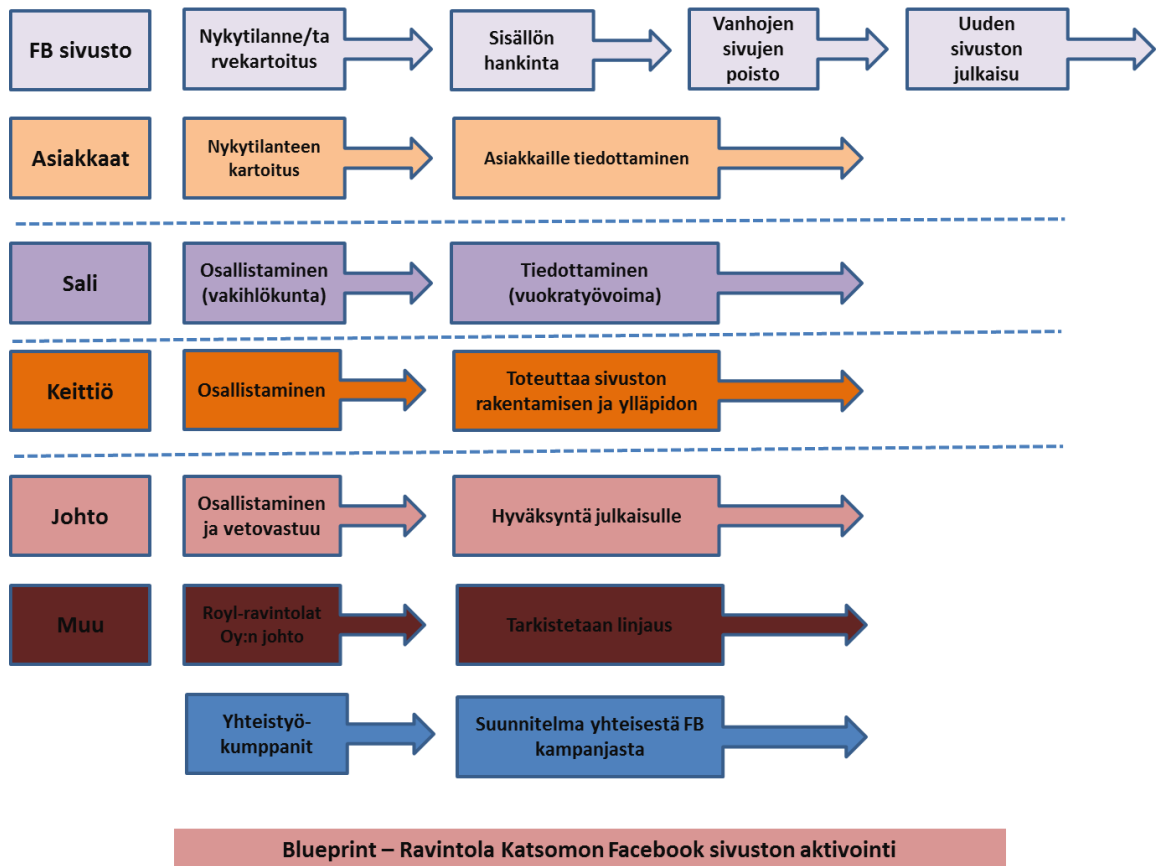 FB sivusto
Nykytilanne/ta
rvekartoitus
Sisällön
hankinta
Vanhojen
sivujen
poisto
Uuden
sivuston
julkaisu
Asiakkaat
Nykytilanteen
kartoitus
Asiakkaille tiedottaminen
Sali
Osallistaminen
(vakihlökunta)
Tiedottaminen
(vuokratyövoima)
Keittiö
Osallistaminen
Toteuttaa sivuston
rakentamisen ja ylläpidon
Johto
Osallistaminen
ja vetovastuu
Hyväksyntä julkaisulle
Muu
Royl-ravintolat
Oy:n johto
Tarkistetaan linjaus
Yhteistyö-
kumppanit
Suunnitelma yhteisestä FB
kampanjasta
Blueprint – Ravintola Katsomon Facebook sivuston aktivointi